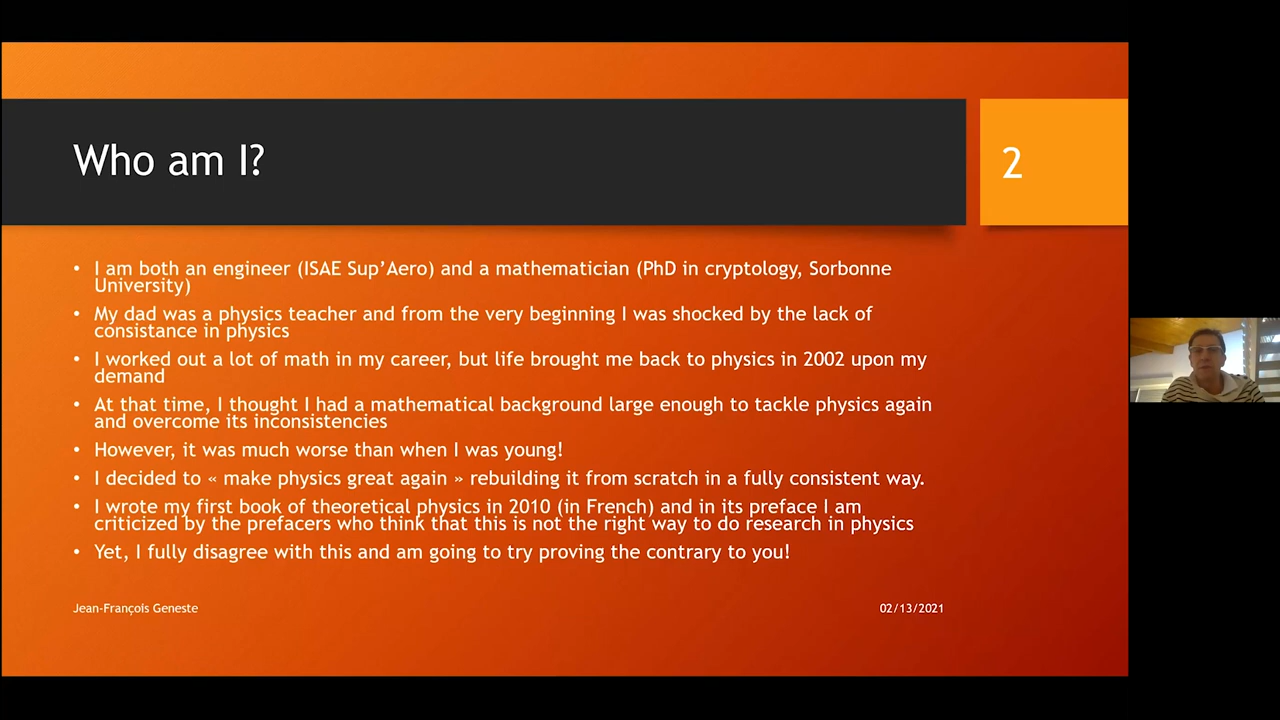 Who am I?
2
• I am both an engineer (ISAE Sup’Aero) and a mathematician (PhD in cryptology, Sorbonne
University)
• My dad was a physics teacher and from the very beginning I was shocked by the lack of
consistance in physics
• I worked out a lot of math in my career, but life brought me back to physics in 2002 upon my
demand
• At that time, I thought I had a mathematical background large enough to tackle physics again
and overcome its inconsistencies
• However, it was much worse than when I was young!
• I decided to « make physics great again » rebuilding it from scratch in a fully consistent way.
• I wrote my first book of theoretical physics in 2010 (in French) and in its preface I am
criticized by the prefacers who think that this is not the right way to do research in physics
• Yet, I fully disagree with this and am going to try proving the contrary to you!
Jean-François Geneste
02/13/2021